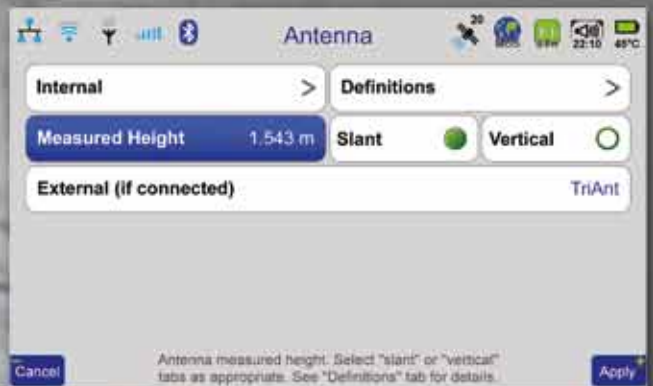 Antenna
20
22:10
45°C
Internal >
Definitions >
Measured Height 1.543 m
Slant
Vertical
External (if connected) TriAnt
Antenna measured height. Select "slant" or "vertical"
tabs as appropriate. See "Definitions" tab for details.
Cancel
Apply